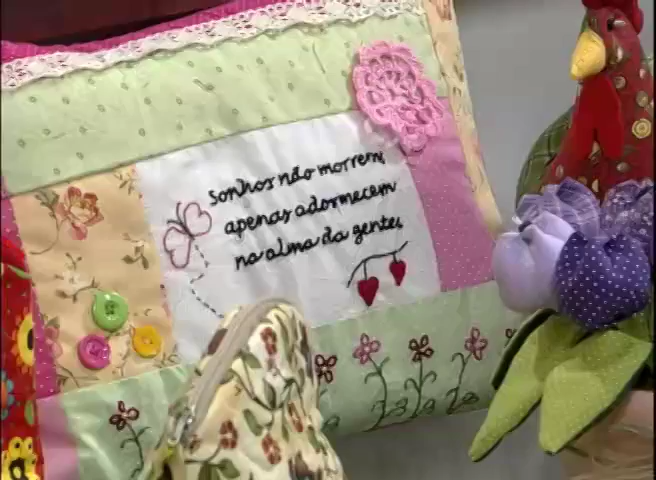 Sonhos não morrem,
apenas adormecem
na alma da gente.